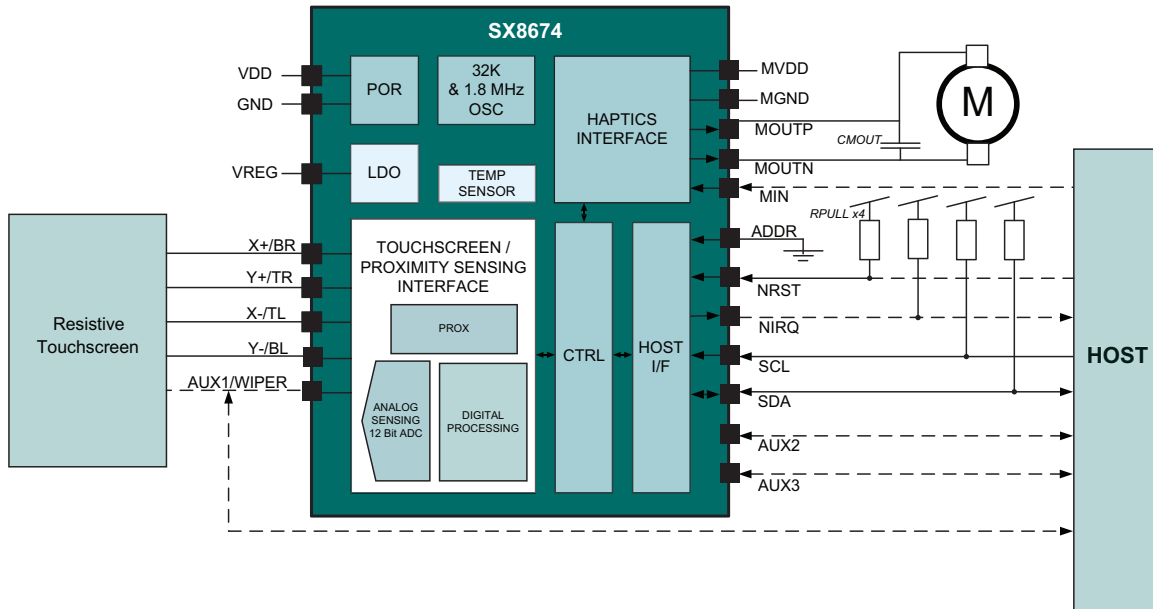 SX8674
VDD
GND
VREG
POR
32K
& 1.8 MHz
OSC
LDO
TEMP
SENSOR
HAPTICS
INTERFACE
MVDD
MGND
MOUTP
MOUTN
MIN
CMOUT
M
RPULL x4
ADDR
NRST
NIRQ
SCL
SDA
AUX2
AUX3
Resistive
Touchscreen
X+/BR
Y+/TR
X-/TL
Y-/BL
AUX1/WIPER
TOUCHSCREEN /
PROXIMITY SENSING
INTERFACE
PROX
ANALOG
SENSING
12 Bit ADC
DIGITAL
PROCESSING
CTRL
HOST
I/F
HOST